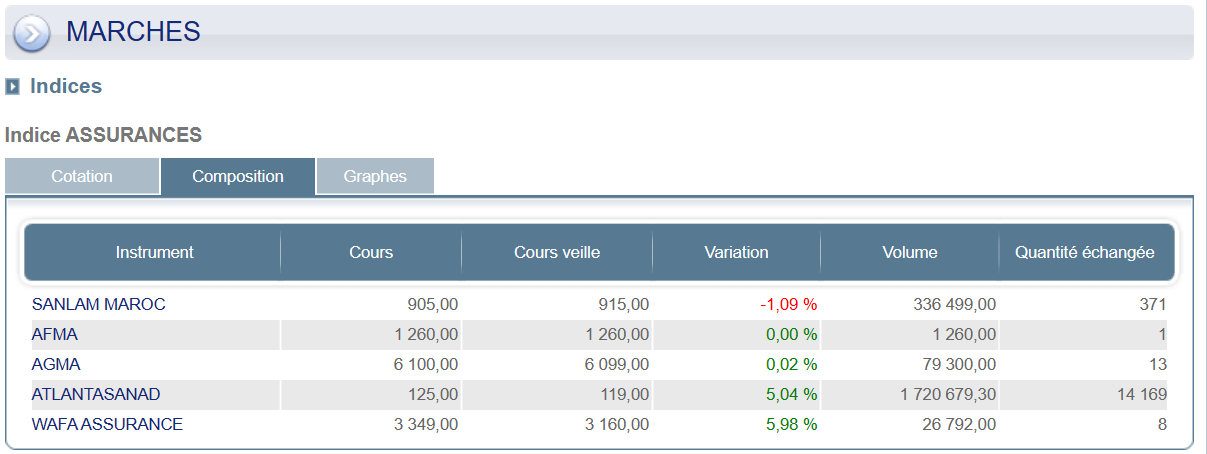 MARCHES
Indices
Indice ASSURANCES
Cotation Composition Graphes
Instrument Cours Cours veille Variation Volume Quantité échangée
SANLAM MAROC 905,00 915,00 -1,09 % 336 499,00 371
AFMA 1 260,00 1 260,00 0,00 % 1 260,00 1
AGMA 6 100,00 6 099,00 0,02 % 79 300,00 13
ATLANTASANAD 125,00 119,00 5,04 % 1 720 679,30 14 169
WAFA ASSURANCE 3 349,00 3 160,00 5,98 % 26 792,00 8